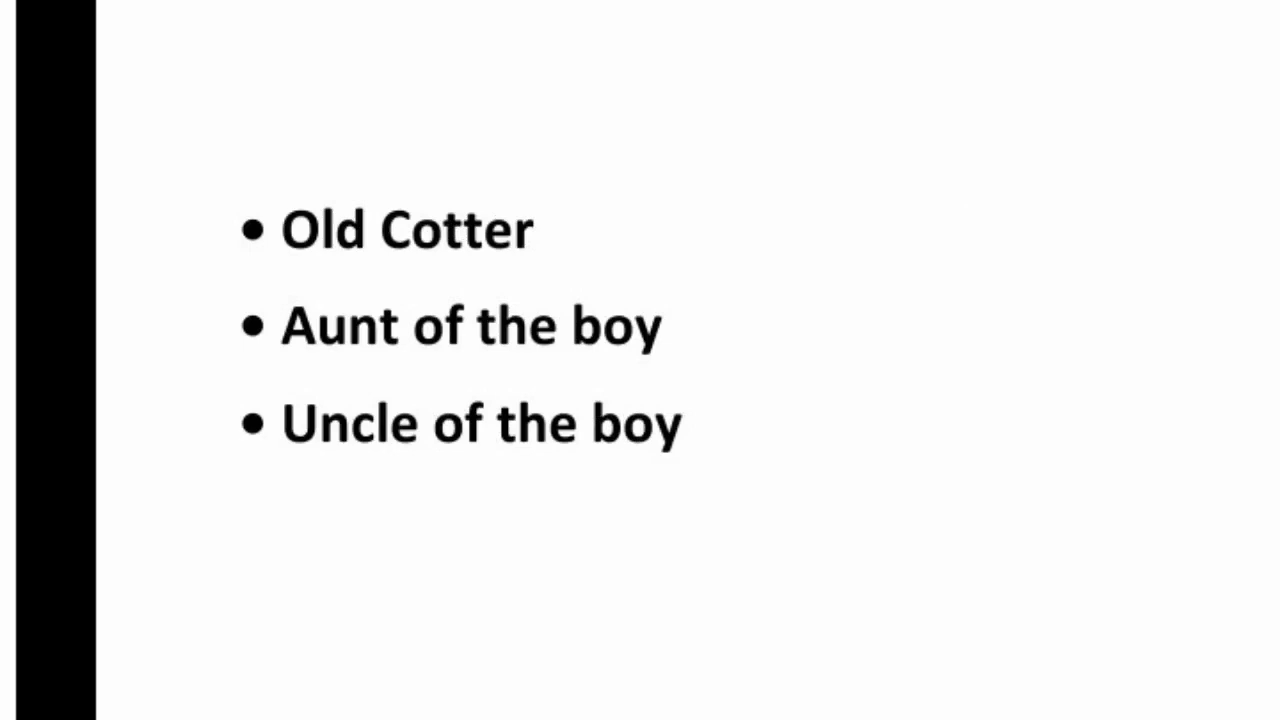 • Old Cotter
• Aunt of the boy
• Uncle of the boy